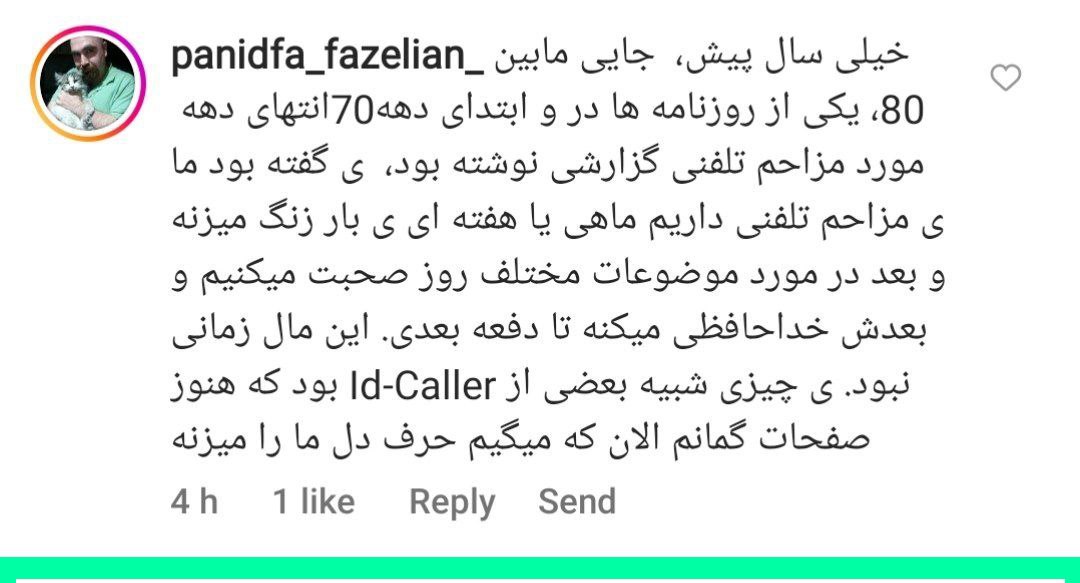 panidfa_fazelian_ خیلی سال پیش، جایی مابین
انتهای دهه70 و ابتدای دهه 80، یکی از روزنامه ها در
مورد مزاحم تلفنی گزارشی نوشته بود، ی گفته بود ما
ی مزاحم تلفنی داریم ماهی یا هفته ای ی بار زنگ میزنه
و بعد در مورد موضوعات مختلف روز صحبت میکنیم و
بعدش خداحافظی میکنه تا دفعه بعدی. این مال زمانی
بود که هنوز Id-Caller نبود. ی چیزی شبیه بعضی از
صفحات گمانم الان که میگیم حرف دل ما را میزنه
4 h 1 like Reply Send